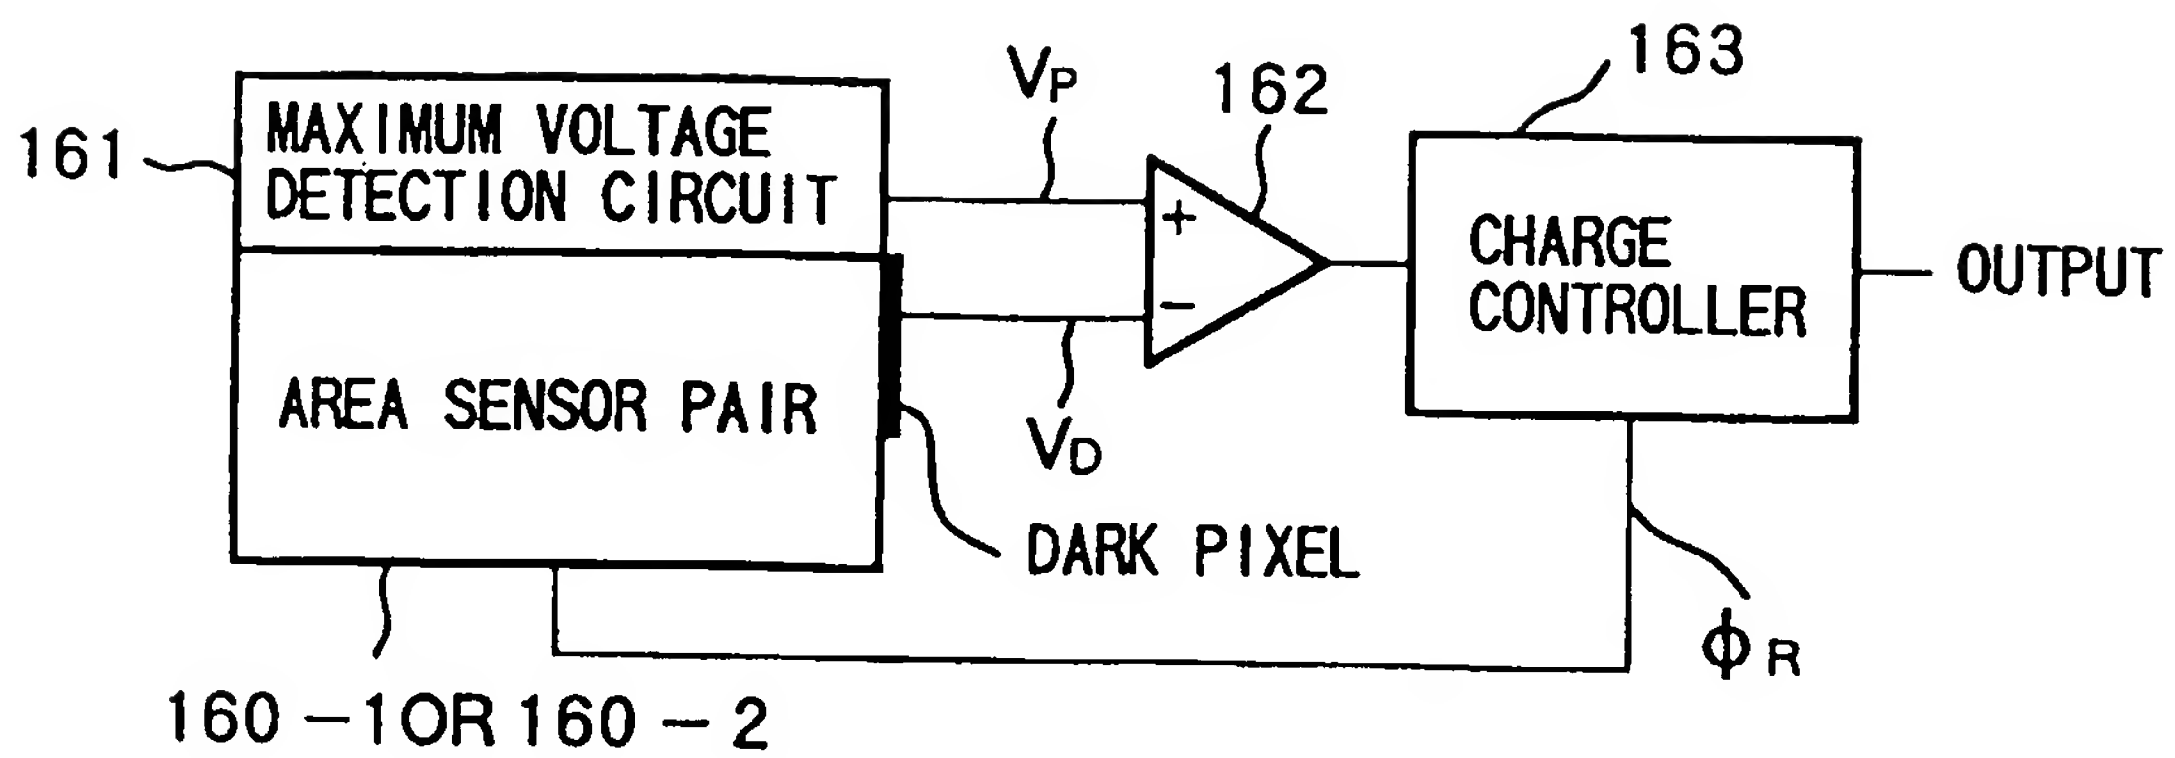 161
MAXIMUM VOLTAGE
DETECTION CIRCUIT
VP
162
163
+
−
CHARGE
CONTROLLER
OUTPUT
AREA SENSOR PAIR
VD
DARK PIXEL
ϕR
160-1OR 160-2